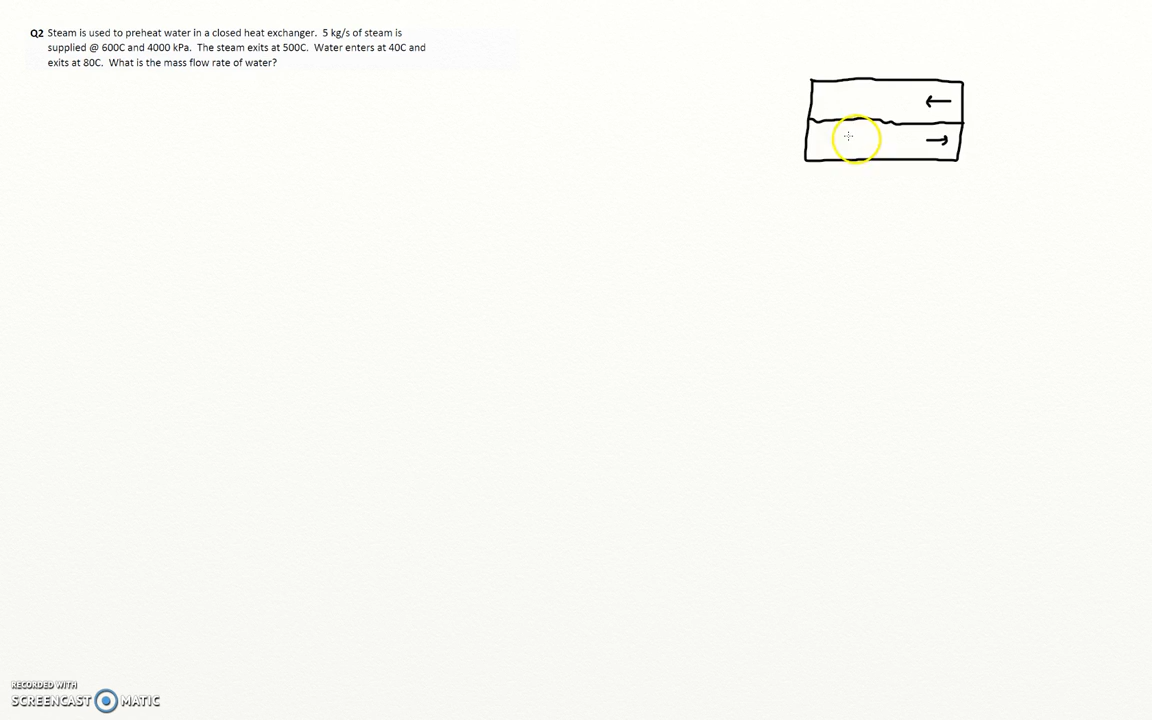 Q2 Steam is used to preheat water in a closed heat exchanger. 5 kg/s of steam is
supplied @ 600C and 4000 kPa. The steam exits at 500C. Water enters at 40C and
exits at 80C. What is the mass flow rate of water?
RECORDED WITH
SCREENCAST MATIC